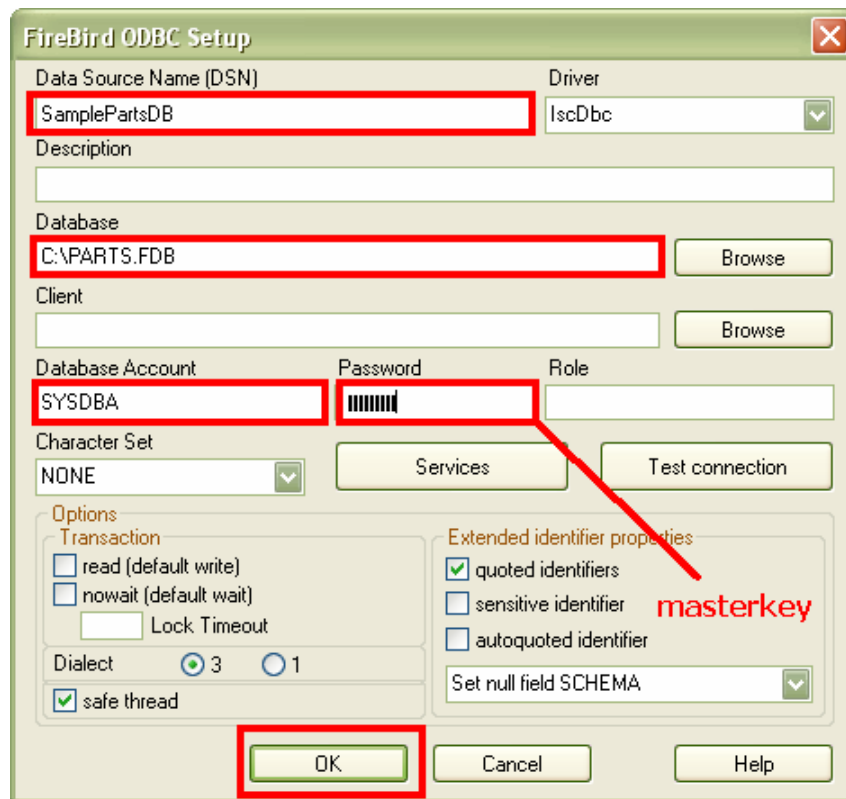 FireBird ODBC Setup
Data Source Name (DSN) Driver
SamplePartsDB IscDbc
Description
Database
C:\PARTS.FDB Browse
Client
Browse
Database Account Password Role
SYSDBA
Character Set
NONE Services Test connection
Options
Transaction Extended identifier properties
read (default write) quoted identifiers
nowait (default wait) sensitive identifier masterkey
Lock Timeout autoquoted identifier
Dialect 3 1
Set null field SCHEMA
safe thread
OK Cancel Help